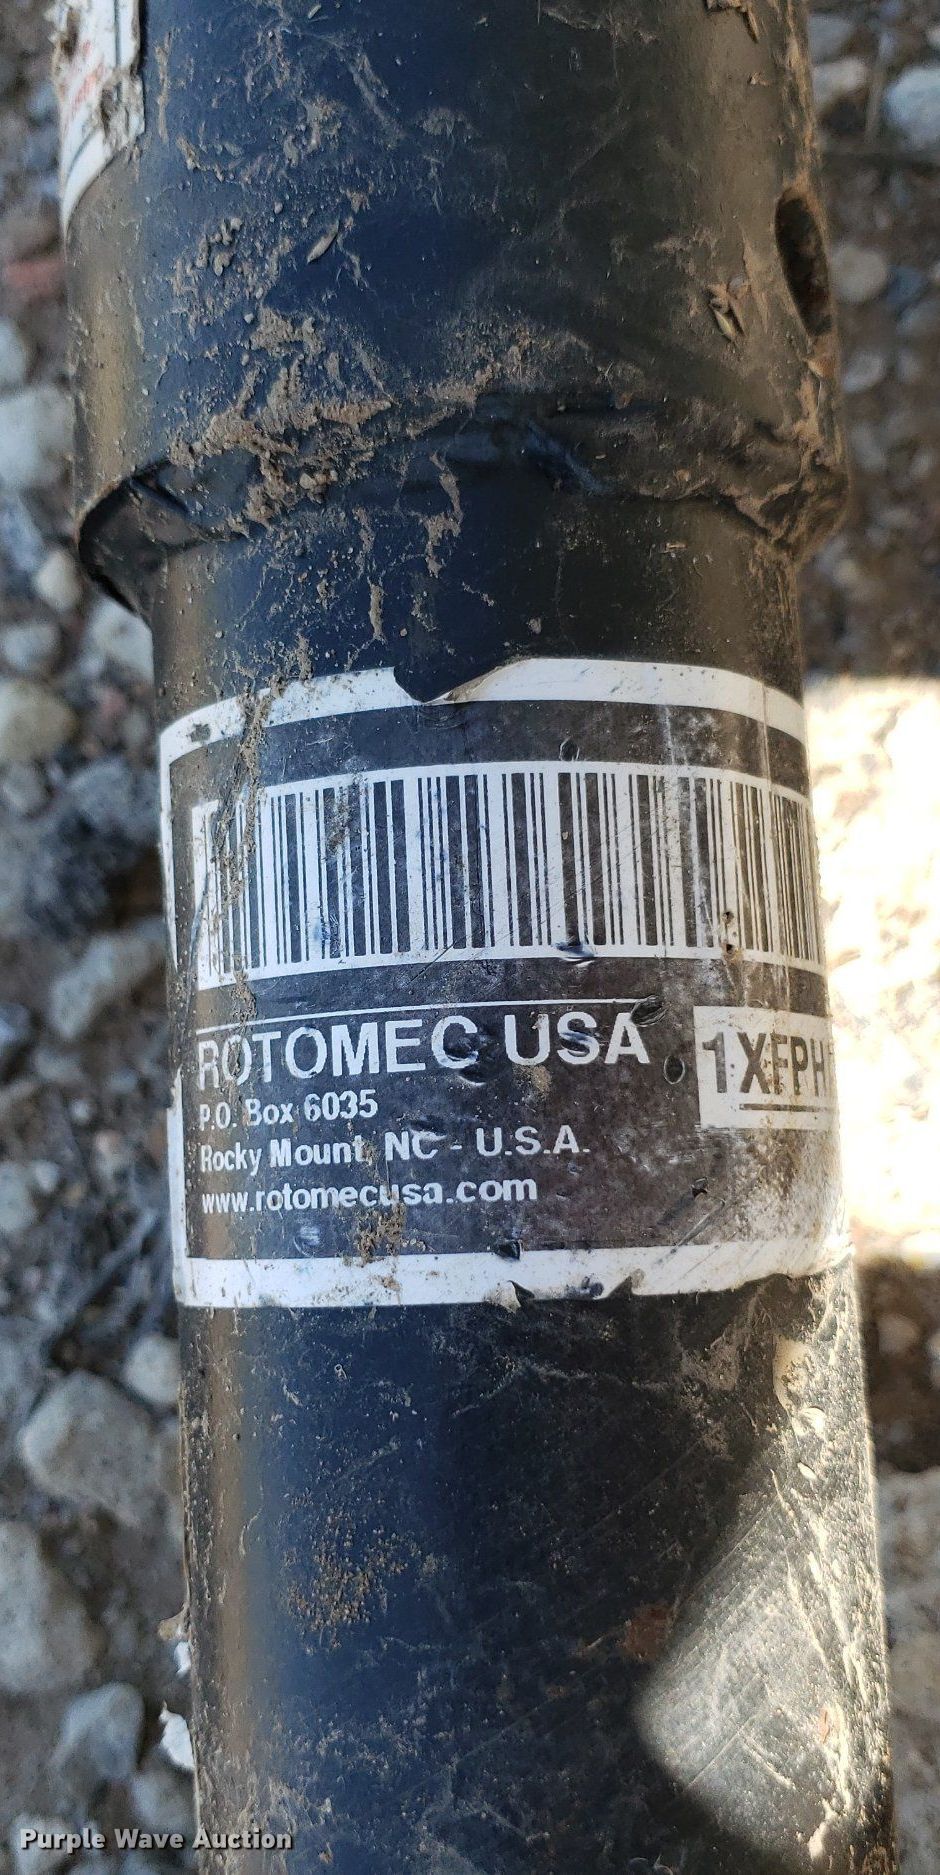 ROTOMEC USA
P.O. Box 6035
Rocky Mount, NC - U.S.A.
www.rotomecusa.com
1XFPH
Purple Wave Auction